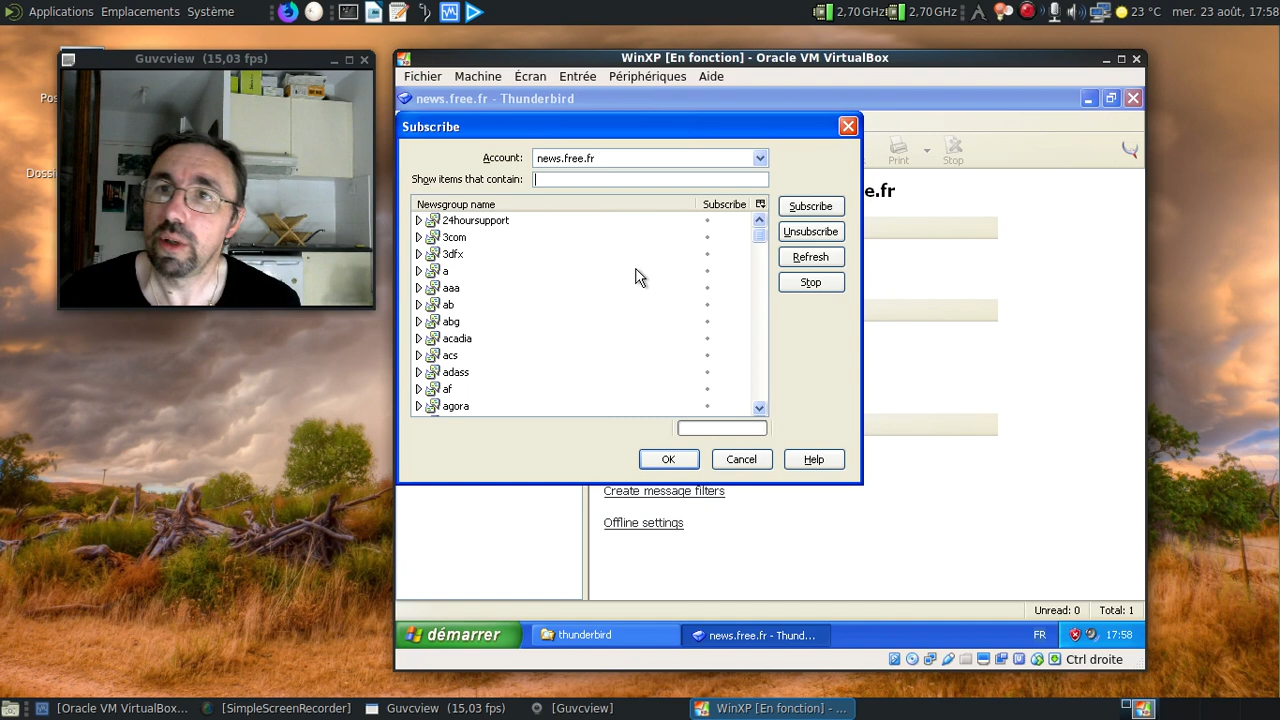 Applications Emplacements Système
2,70 GHz 2,70 GHz 23 °C mer. 23 août, 17:58
Guvcview (15,03 fps)
Pos
Dossie
WinXP [En fonction] - Oracle VM VirtualBox
Fichier Machine Écran Entrée Périphériques Aide
news.free.fr - Thunderbird
Print Stop
e.fr
Subscribe
Account: news.free.fr
Show items that contain:
Newsgroup name Subscribe
24hoursupport
3com
3dfx
a
aaa
ab
abg
acadia
acs
adass
af
agora
Subscribe
Unsubscribe
Refresh
Stop
OK Cancel Help
Create message filters
Offline settings
Unread: 0 Total: 1
démarrer thunderbird news.free.fr - Thund... FR 17:58
Ctrl droite
[Oracle VM VirtualBox... [SimpleScreenRecorder] Guvcview (15,03 fps) [Geeqview] WinXP [En fonction] - ...